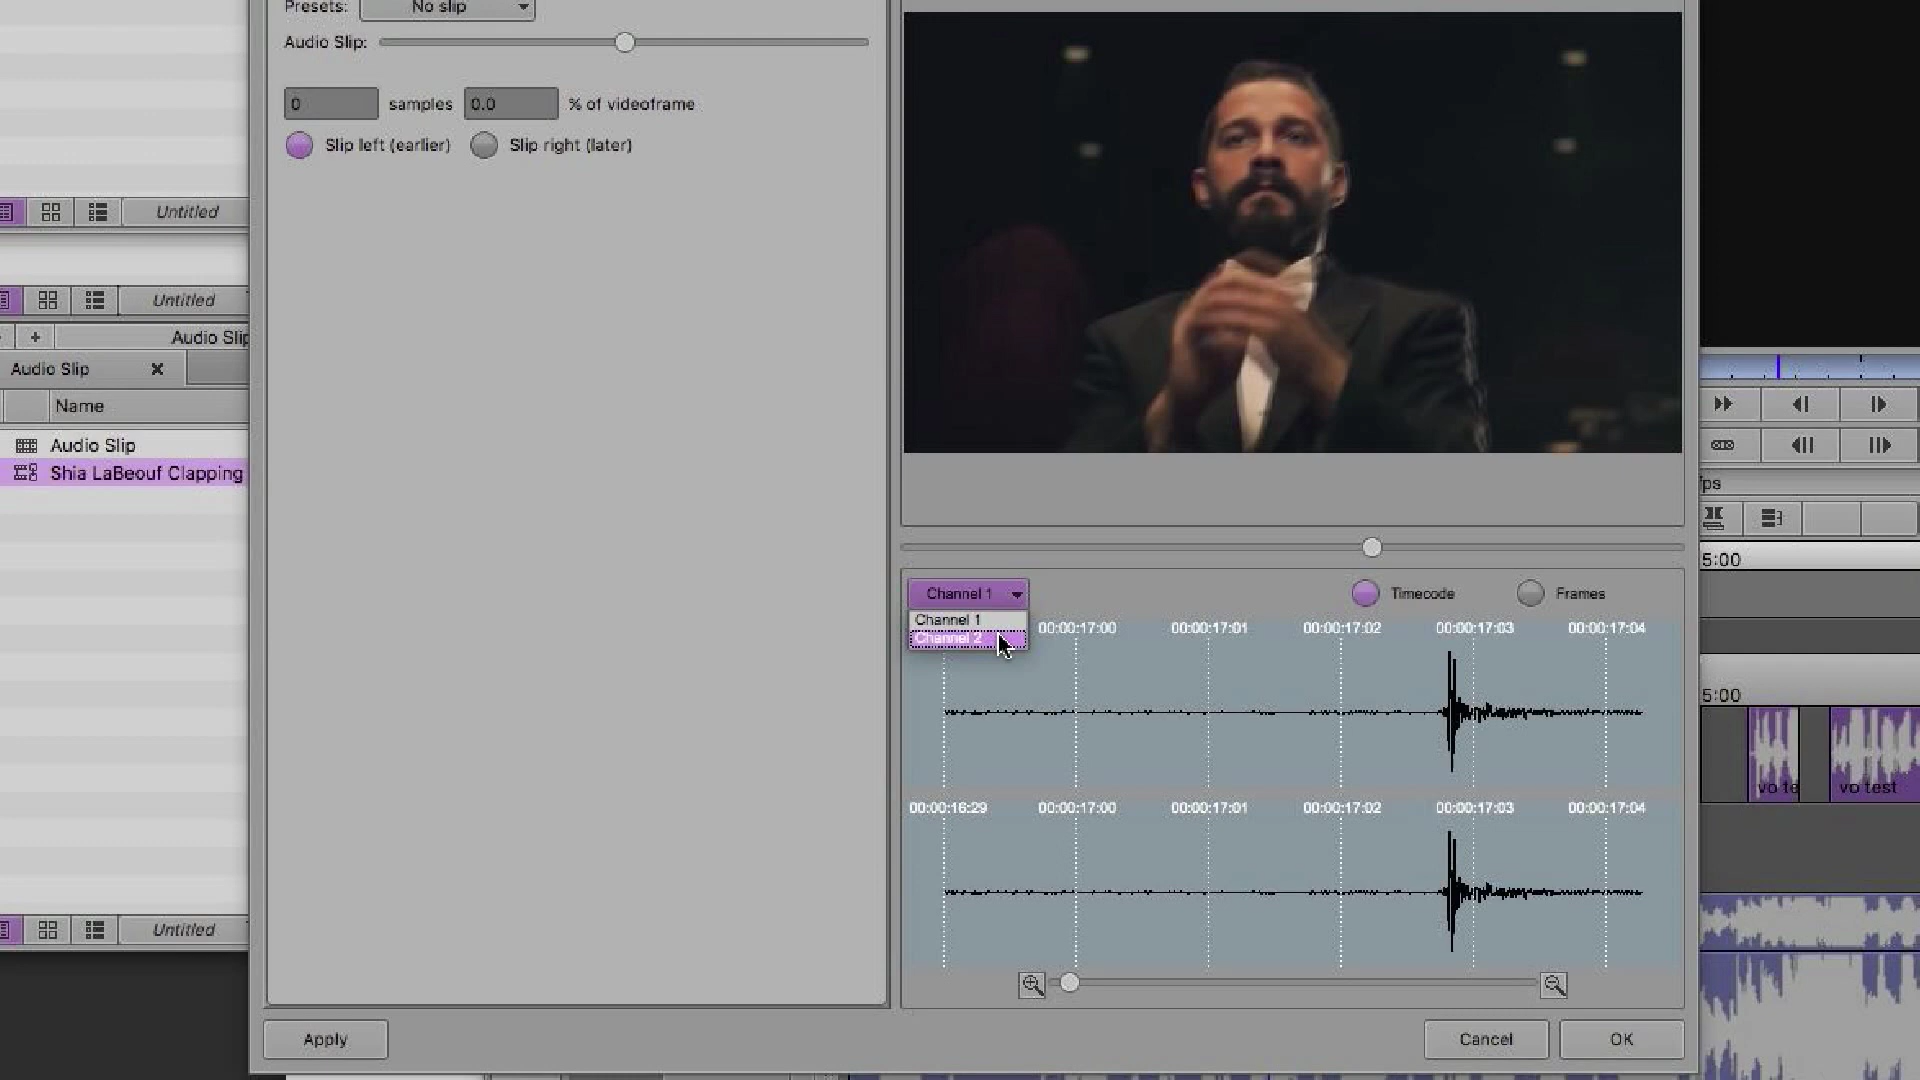 Presets: No slip
Audio Slip:
0 samples 0.0 % of videoframe
Slip left (earlier) Slip right (later)
Untitled
Untitled
+ Audio Slip
Audio Slip
Name
Audio Slip
Shia LaBeouf Clapping
Untitled
Channel 1
Channel 1
Channel 2
Timecode Frames
00:00:17:00 00:00:17:01 00:00:17:02 00:00:17:03 00:00:17:04
00:00:16:29 00:00:17:00 00:00:17:01 00:00:17:02 00:00:17:03 00:00:17:04
Apply
Cancel
OK
fps
5:00
5:00
vo te
vo test